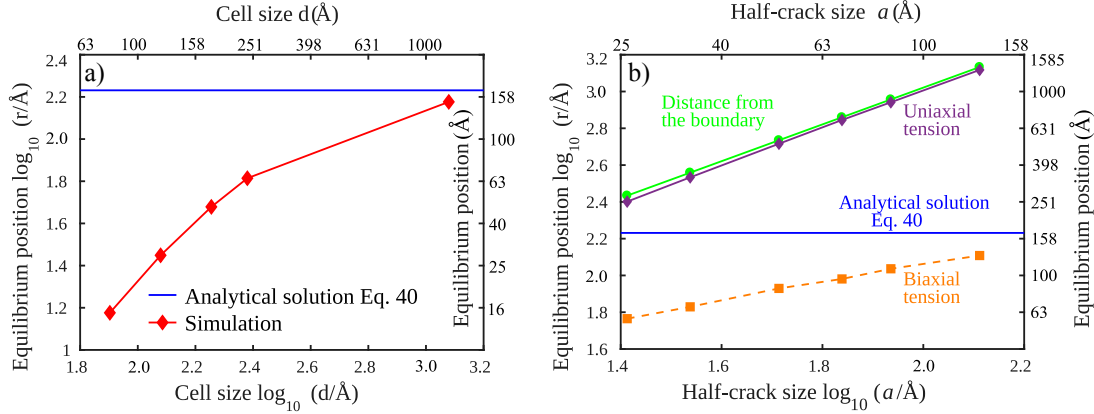 Cell size d(Å)
63 100 158 251 398 631 1000
a)
2.4
2.2
2.0
1.8
1.6
1.4
1.2
1
Equilibrium position log10 (r/Å)
158
100
63
40
25
16
Equilibrium position (Å)
Analytical solution Eq. 40
Simulation
1.8 2.0 2.2 2.4 2.6 2.8 3.0 3.2
Cell size log10 (d/Å)
Half-crack size a(Å)
25 40 63 100 158
b)
3.2
3.0
2.8
2.6
2.4
2.2
2.0
1.8
1.6
Equilibrium position log10 (r/Å)
1585
1000
631
398
251
158
100
63
Equilibrium position (Å)
Distance from
the boundary
Uniaxial
tension
Analytical solution
Eq. 40
Biaxial
tension
1.4 1.6 1.8 2.0 2.2
Half-crack size log10 (a/Å)